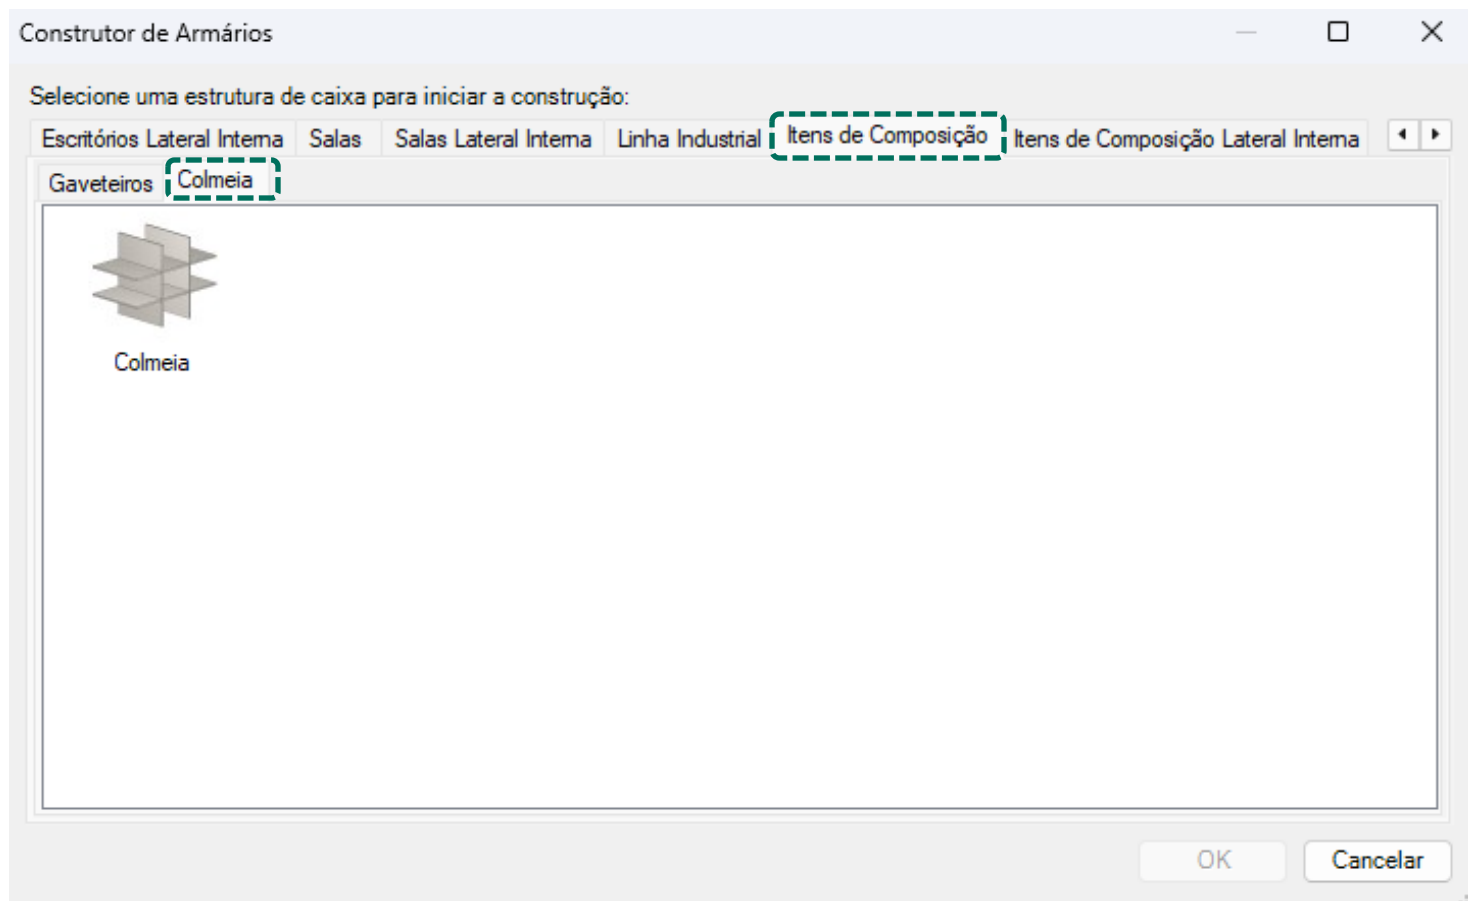 Construtor de Armários
Selecione uma estrutura de caixa para iniciar a construção:
Escritórios Lateral Interna Salas Salas Lateral Interna Linha Industrial Itens de Composição Itens de Composição Lateral Interna
Gaveteiros Colmeia
Colmeia
OK Cancelar